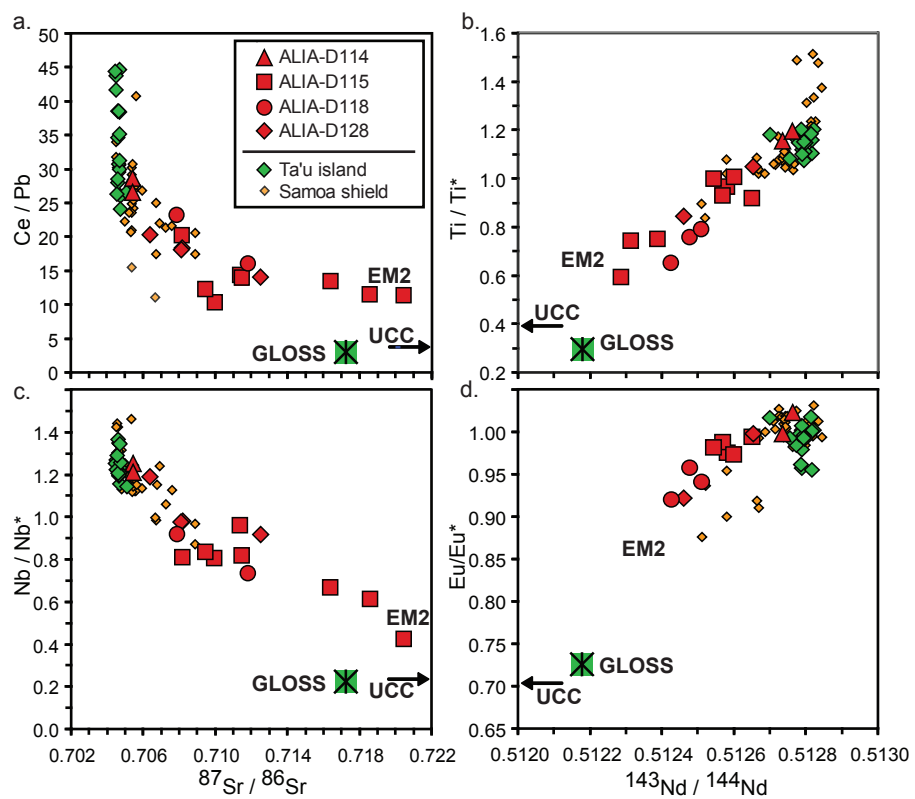 a.
50
45
40
35
30
25
20
15
10
5
0
Ce / Pb
ALIA-D114
ALIA-D115
ALIA-D118
ALIA-D128
Ta'u island
Samoa shield
EM2
UCC
GLOSS
b.
1.6
1.4
1.2
1.0
0.8
0.6
0.4
0.2
Ti / Ti*
EM2
UCC
GLOSS
c.
1.4
1.2
1.0
0.8
0.6
0.4
0.2
0.0
Nb / Nb*
EM2
GLOSS
UCC
0.702 0.706 0.710 0.714 0.718 0.722
87Sr / 86Sr
d.
1.00
0.95
0.90
0.85
0.80
0.75
0.70
0.65
Eu/Eu*
EM2
GLOSS
UCC
0.5120 0.5122 0.5124 0.5126 0.5128 0.5130
143Nd / 144Nd